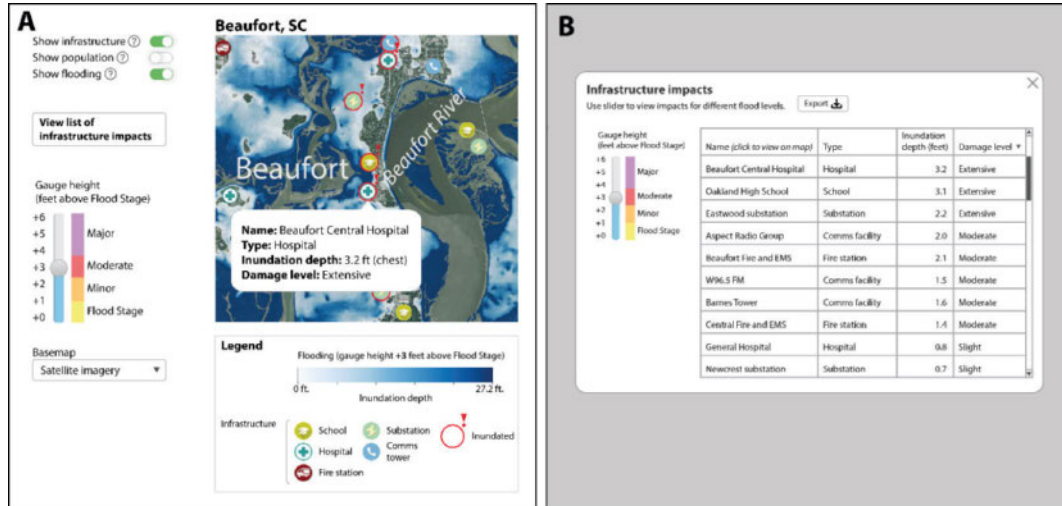 A
Show infrastructure ?
Show population ?
Show flooding ?
View list of
infrastructure impacts
Gauge height
(feet above Flood Stage)
+6
+5
+4
+3
+2
+1
+0
Major
Moderate
Minor
Flood Stage
Basemap
Satellite imagery
Beaufort, SC
Beaufort
Beaufort River
Name: Beaufort Central Hospital
Type: Hospital
Inundation depth: 3.2 ft (chest)
Damage level: Extensive
Legend
Flooding (gauge height +3 feet above Flood Stage)
0 ft.
27.2 ft.
Inundation depth
Infrastructure
School
Substation
Inundated
Hospital
Comms
tower
Fire station
B
Infrastructure impacts
Use slider to view impacts for different flood levels.
Export
Gauge height
(feet above Flood Stage)
+6
+5
+4
+3
+2
+1
+0
Major
Moderate
Minor
Flood Stage
Name (click to view on map) Type Inundation depth (feet) Damage level
Beaufort Central Hospital Hospital 3.2 Extensive
Oakland High School School 3.1 Extensive
Eastwood substation Substation 2.2 Extensive
Aspect Radio Group Comms facility 2.0 Moderate
Beaufort Fire and EMS Fire station 2.1 Moderate
W96.5 FM Comms facility 1.5 Moderate
Barnes Tower Comms facility 1.6 Moderate
Central Fire and EMS Fire station 1.4 Moderate
General Hospital Hospital 0.8 Slight
Newcrest substation Substation 0.7 Slight